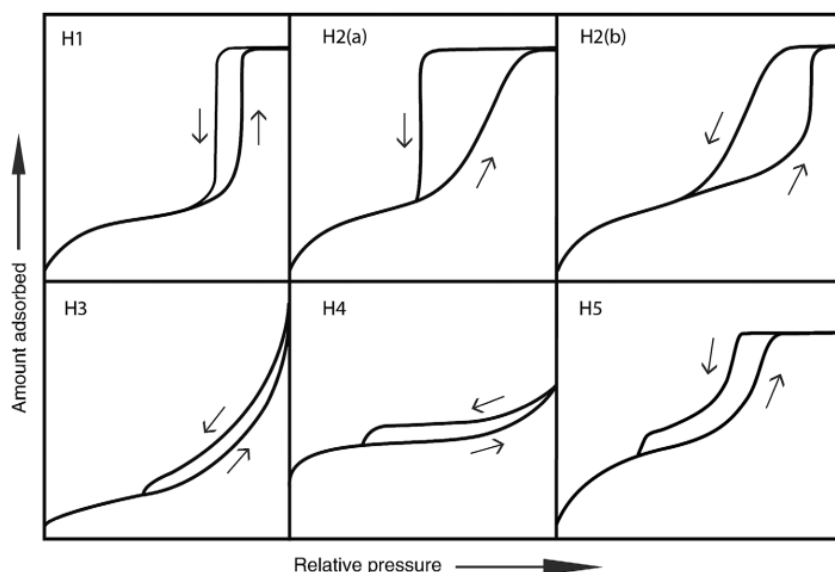 H1
H2(a)
H2(b)
H3
H4
H5
Amount adsorbed
Relative pressure